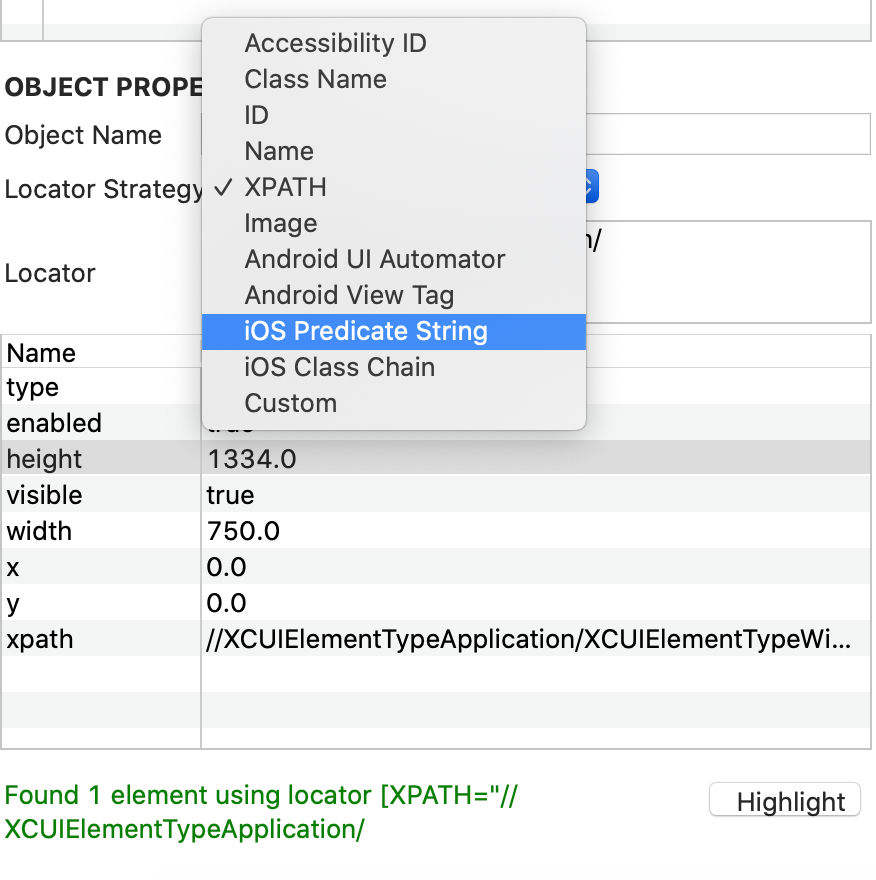 Accessibility ID
OBJECT PROPE
Class Name
ID
Object Name
Name
Locator Strategy
✓ XPATH
Image
n/
Android UI Automator
Locator
Android View Tag
iOS Predicate String
Name
iOS Class Chain
type
Custom
enabled true
height 1334.0
visible true
width 750.0
x 0.0
y 0.0
xpath //XCUIElementTypeApplication/XCUIElementTypeWi...
Found 1 element using locator [XPATH="//
XCUIElementTypeApplication/
Highlight